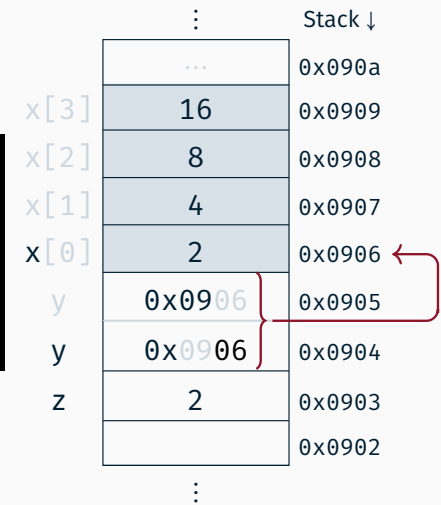 ⋮ Stack ↓
... 0x090a
x[3] 16 0x0909
x[2] 8 0x0908
x[1] 4 0x0907
x[0] 2 0x0906
y 0x0906 0x0905
y 0x0906 0x0904
z 2 0x0903
0x0902
⋮